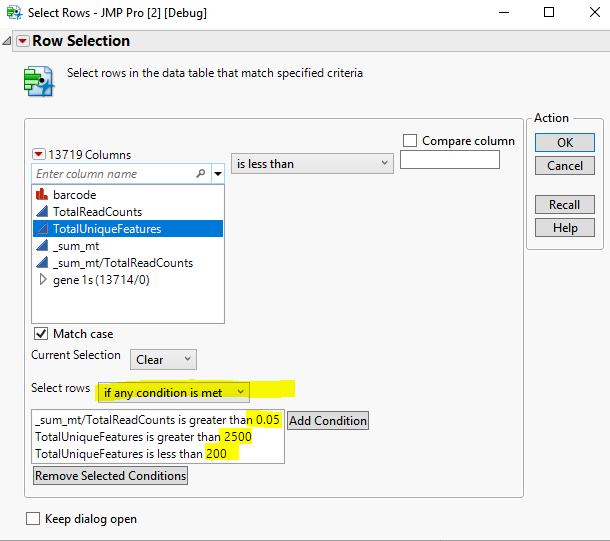 Select Rows - JMP Pro [2] [Debug]
Row Selection
Select rows in the data table that match specified criteria
Action
OK
Cancel
Recall
Help
Compare column
13719 Columns
is less than
Enter column name
barcode
TotalReadCounts
TotalUniqueFeatures
_sum_mt
_sum_mt/TotalReadCounts
gene 1s (13714/0)
Match case
Current Selection Clear
Select rows if any condition is met
_sum_mt/TotalReadCounts is greater than 0.05 Add Condition
TotalUniqueFeatures is greater than 2500
TotalUniqueFeatures is less than 200
Remove Selected Conditions
Keep dialog open